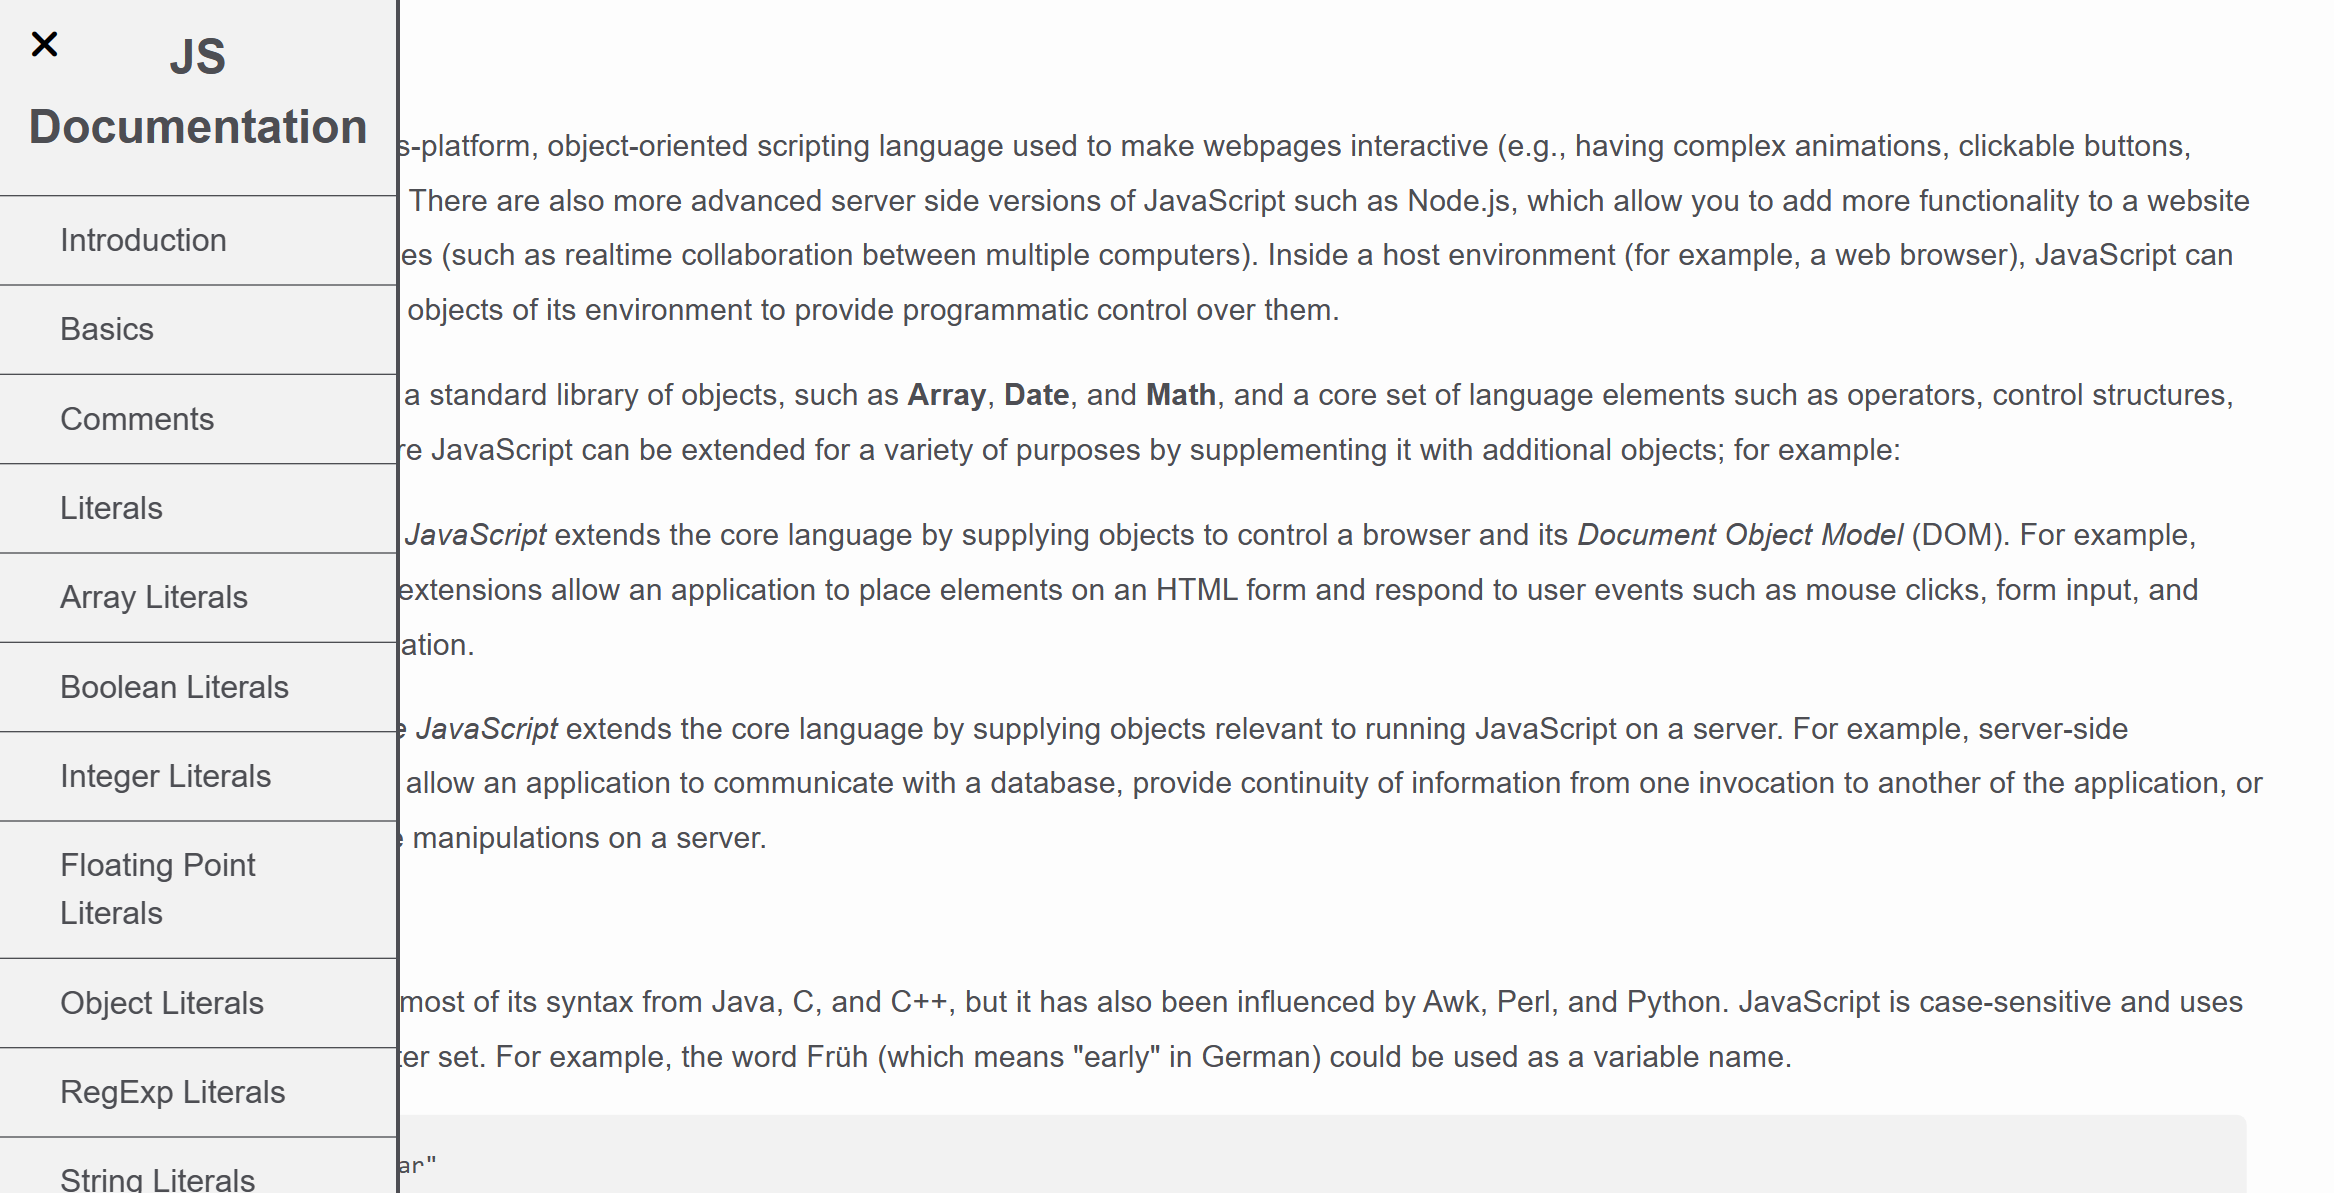 JS
Documentation
Introduction
Basics
Comments
Literals
Array Literals
Boolean Literals
Integer Literals
Floating Point
Literals
Object Literals
RegExp Literals
String Literals
s-platform, object-oriented scripting language used to make webpages interactive (e.g., having complex animations, clickable buttons,
There are also more advanced server side versions of JavaScript such as Node.js, which allow you to add more functionality to a website
es (such as realtime collaboration between multiple computers). Inside a host environment (for example, a web browser), JavaScript can
objects of its environment to provide programmatic control over them.
a standard library of objects, such as Array, Date, and Math, and a core set of language elements such as operators, control structures,
re JavaScript can be extended for a variety of purposes by supplementing it with additional objects; for example:
JavaScript extends the core language by supplying objects to control a browser and its Document Object Model (DOM). For example,
extensions allow an application to place elements on an HTML form and respond to user events such as mouse clicks, form input, and
ation.
e JavaScript extends the core language by supplying objects relevant to running JavaScript on a server. For example, server-side
allow an application to communicate with a database, provide continuity of information from one invocation to another of the application, or
e manipulations on a server.
most of its syntax from Java, C, and C++, but it has also been influenced by Awk, Perl, and Python. JavaScript is case-sensitive and uses
ter set. For example, the word Früh (which means "early" in German) could be used as a variable name.
ar"